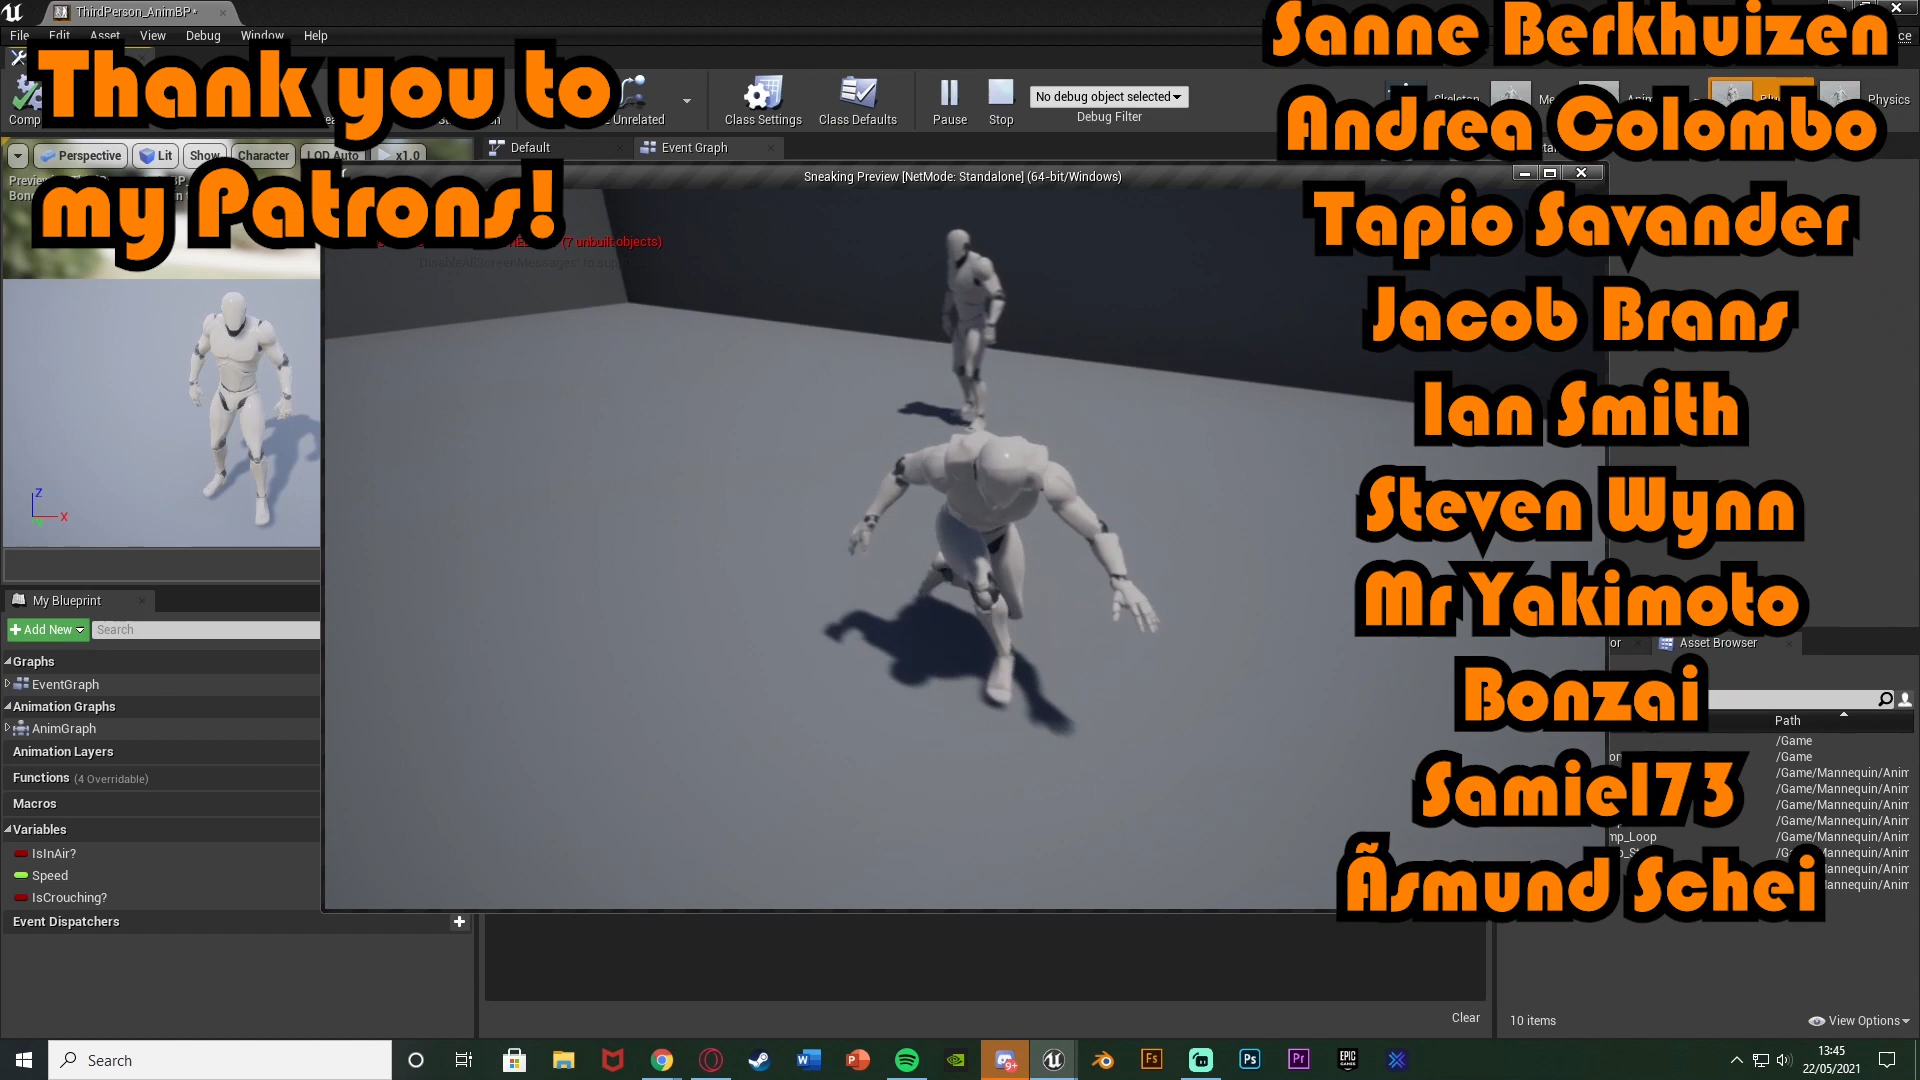 ThirdPerson_AnimBP*
File Edit Asset View Debug Window Help
Thank you to
my Patrons!
Sanne Berkhuizen
Andrea Colombo
Tapio Savander
Jacob Brans
Ian Smith
Steven Wynn
Mr Yakimoto
Bonzai
Samie173
Ãsmund Schei
Unrelated
Class Settings
Class Defaults
Pause
Stop
No debug object selected
Debug Filter
Skeleton
Physics
Perspective
Lit
Show
Character
LOD Auto
x1.0
Default
Event Graph
Sneaking Preview [NetMode: Standalone] (64-bit/Windows)
(7 unbuilt objects)
Z
X
My Blueprint
Add New
Search
Graphs
EventGraph
Animation Graphs
AnimGraph
Animation Layers
Functions (4 Overridable)
Macros
Variables
IsInAir?
Speed
IsCrouching?
Event Dispatchers
Asset Browser
Path
/Game
/Game
/Game/Mannequin/Anim
/Game/Mannequin/Anim
/Game/Mannequin/Anim
/Game/Mannequin/Anim
/Game/Mannequin/Anim
Clear
10 items
View Options
Search
13:45
22/05/2021